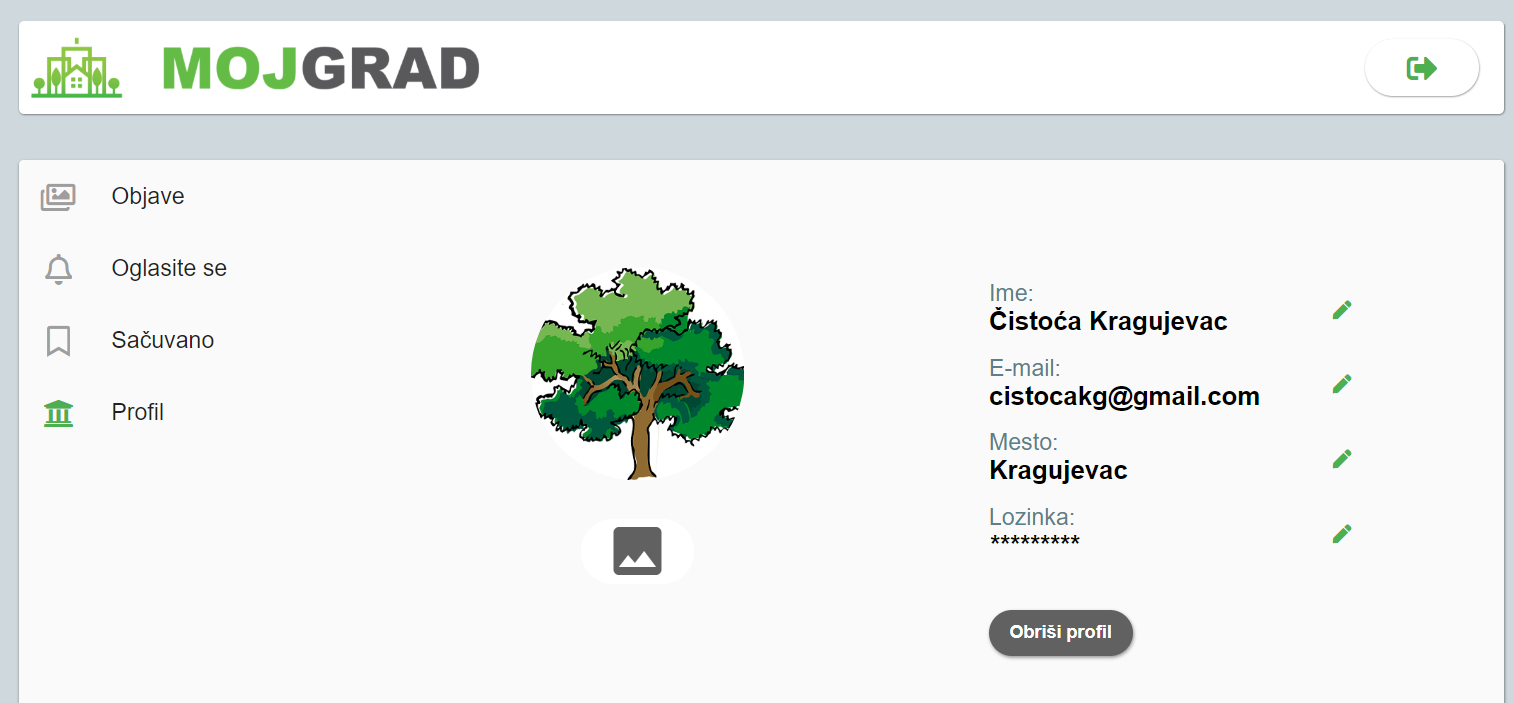 MOJGRAD
Objave
Oglasite se
Sačuvano
Profil
Ime:
Čistoća Kragujevac
E-mail:
cistocakg@gmail.com
Mesto:
Kragujevac
Lozinka:
*********
Obriši profil